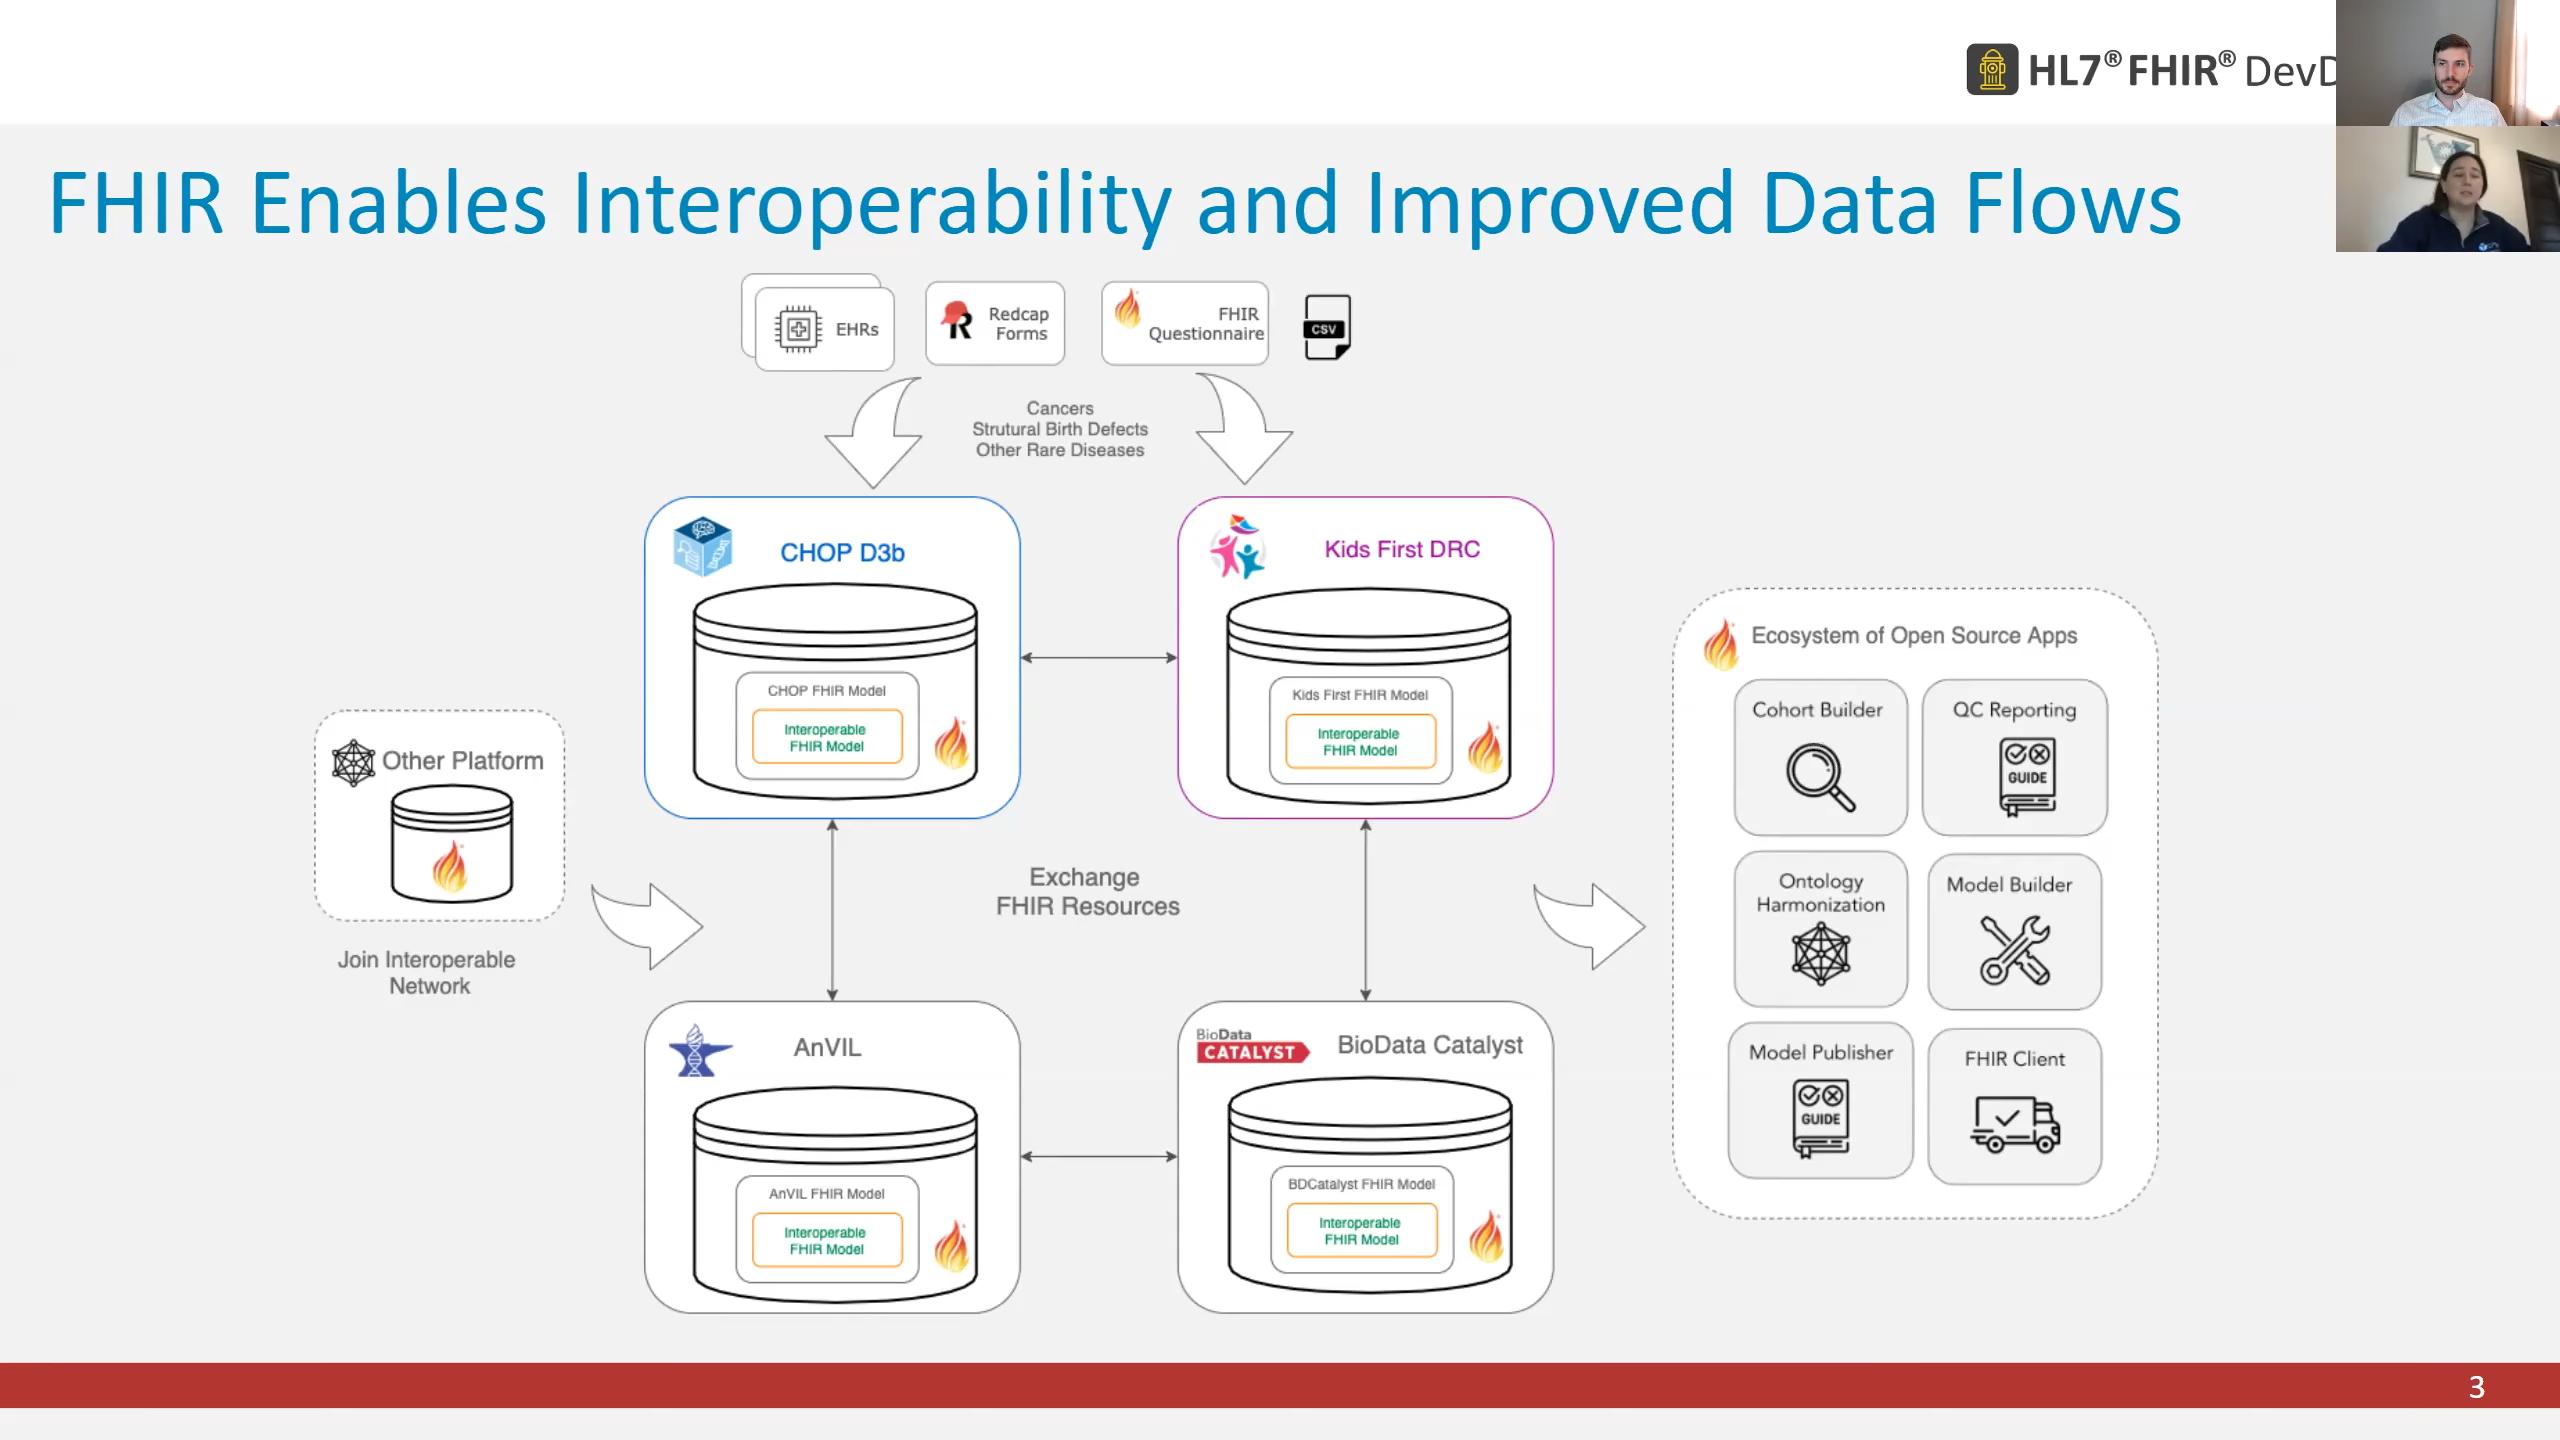 HL7® FHIR® DevD
FHIR Enables Interoperability and Improved Data Flows
EHRs
Redcap
Forms
FHIR
Questionnaire
CSV
Cancers
Strutural Birth Defects
Other Rare Diseases
CHOP D3b
CHOP FHIR Model
Interoperable
FHIR Model
Kids First DRC
Kids First FHIR Model
Interoperable
FHIR Model
Other Platform
Join Interoperable
Network
Exchange
FHIR Resources
AnVIL
AnVIL FHIR Model
Interoperable
FHIR Model
BioData
CATALYST
BioData Catalyst
BDCatalyst FHIR Model
Interoperable
FHIR Model
Ecosystem of Open Source Apps
Cohort Builder
QC Reporting
GUIDE
Ontology
Harmonization
Model Builder
Model Publisher
GUIDE
FHIR Client
3